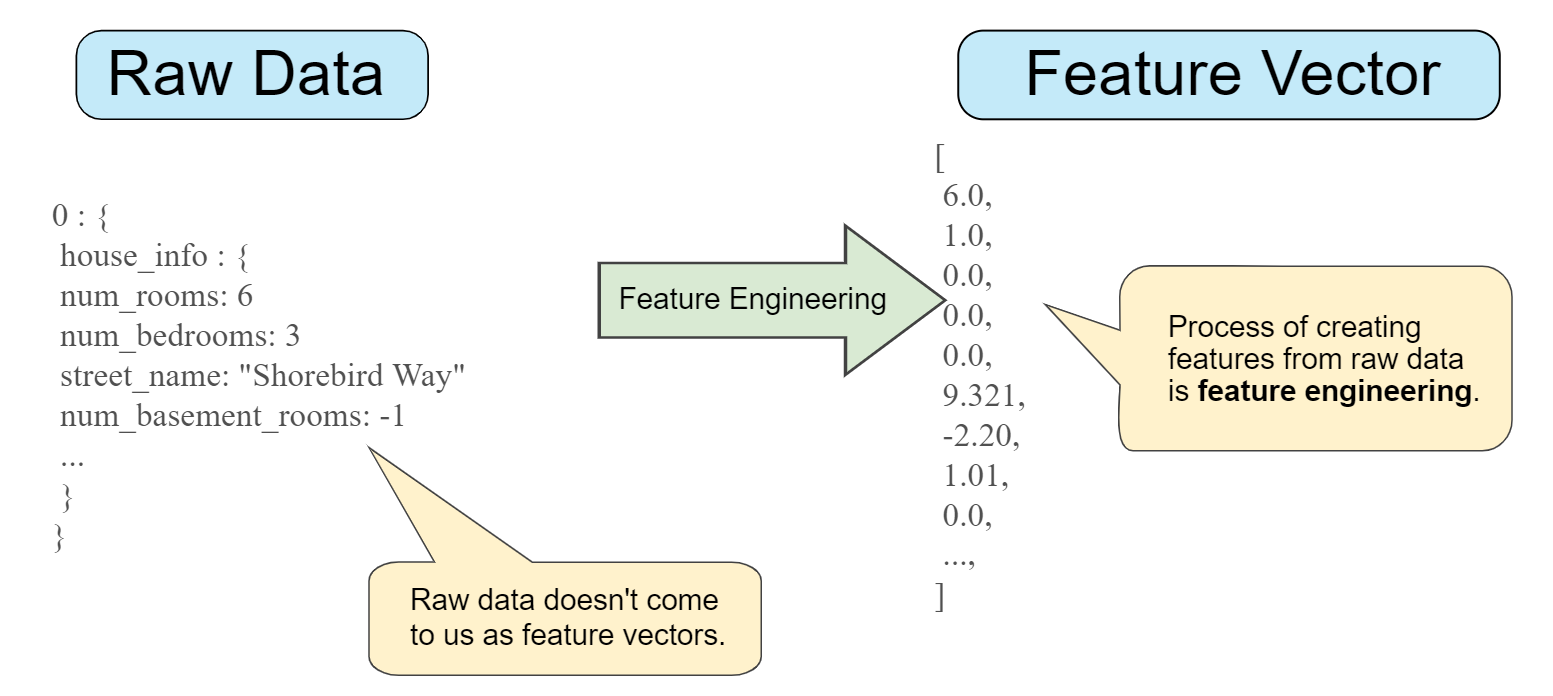 Raw Data
Feature Vector
0 : {
house_info : {
num_rooms: 6
num_bedrooms: 3
street_name: "Shorebird Way"
num_basement_rooms: -1
...
}
}
Raw data doesn't come
to us as feature vectors.
Feature Engineering
[
6.0,
1.0,
0.0,
0.0,
0.0,
9.321,
-2.20,
1.01,
0.0,
...,
]
Process of creating
features from raw data
is feature engineering.